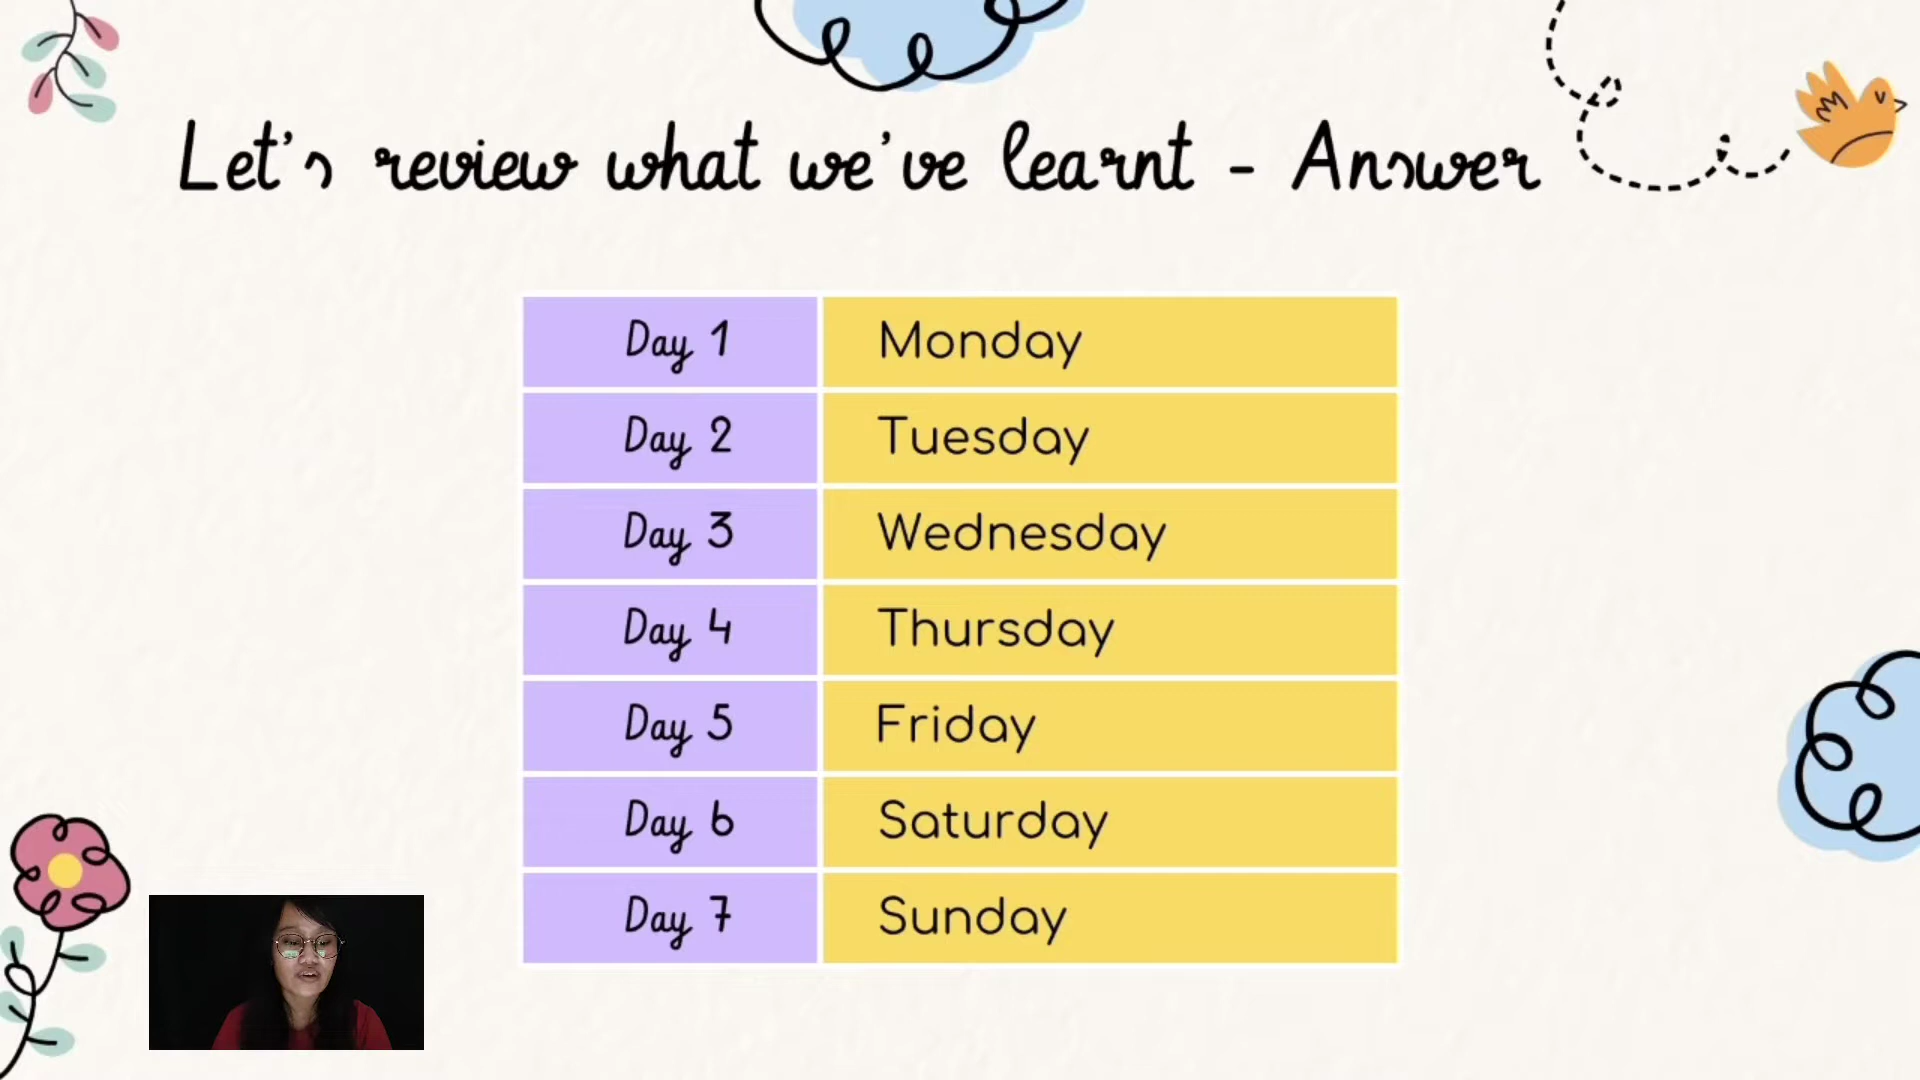 Let's review what we've learnt - Answer
Day 1 Monday
Day 2 Tuesday
Day 3 Wednesday
Day 4 Thursday
Day 5 Friday
Day 6 Saturday
Day 7 Sunday